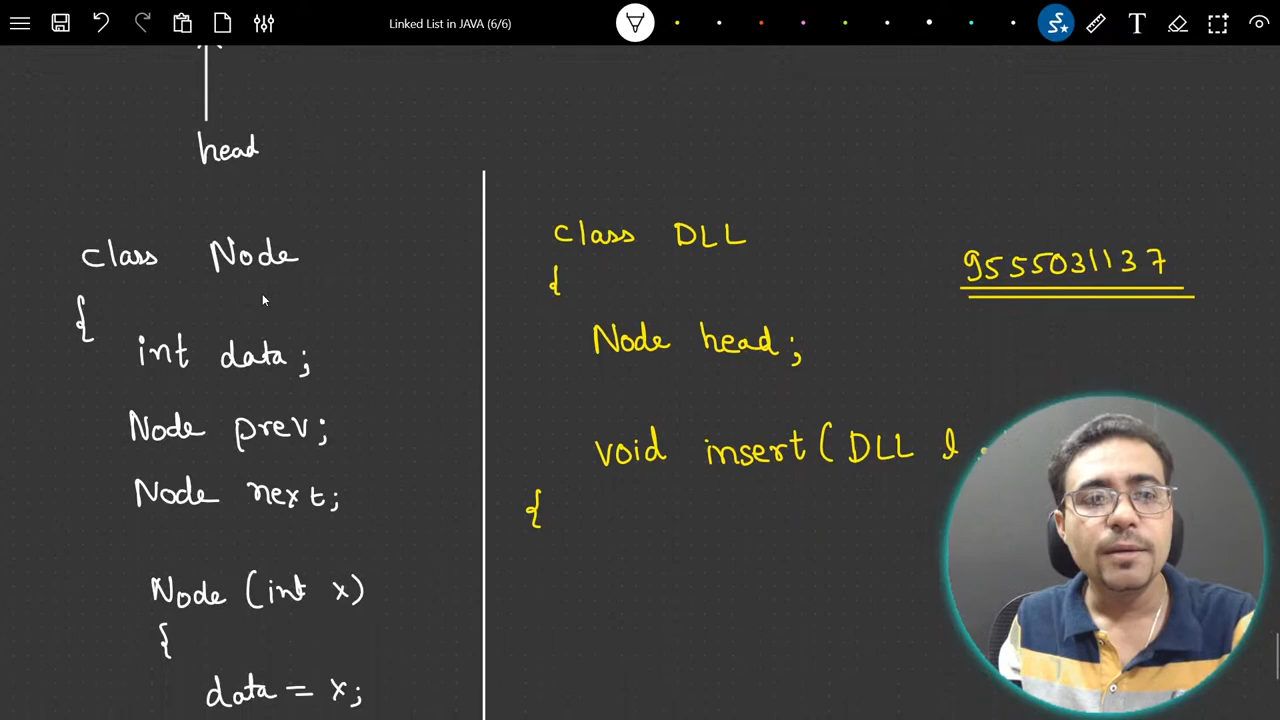 Linked List in JAVA (6/6)
head
class Node
{
int data;
Node prev;
Node next;
Node (int x)
{
data = x;
class DLL
{
Node head;
void insert( DLL l
{
9555031137